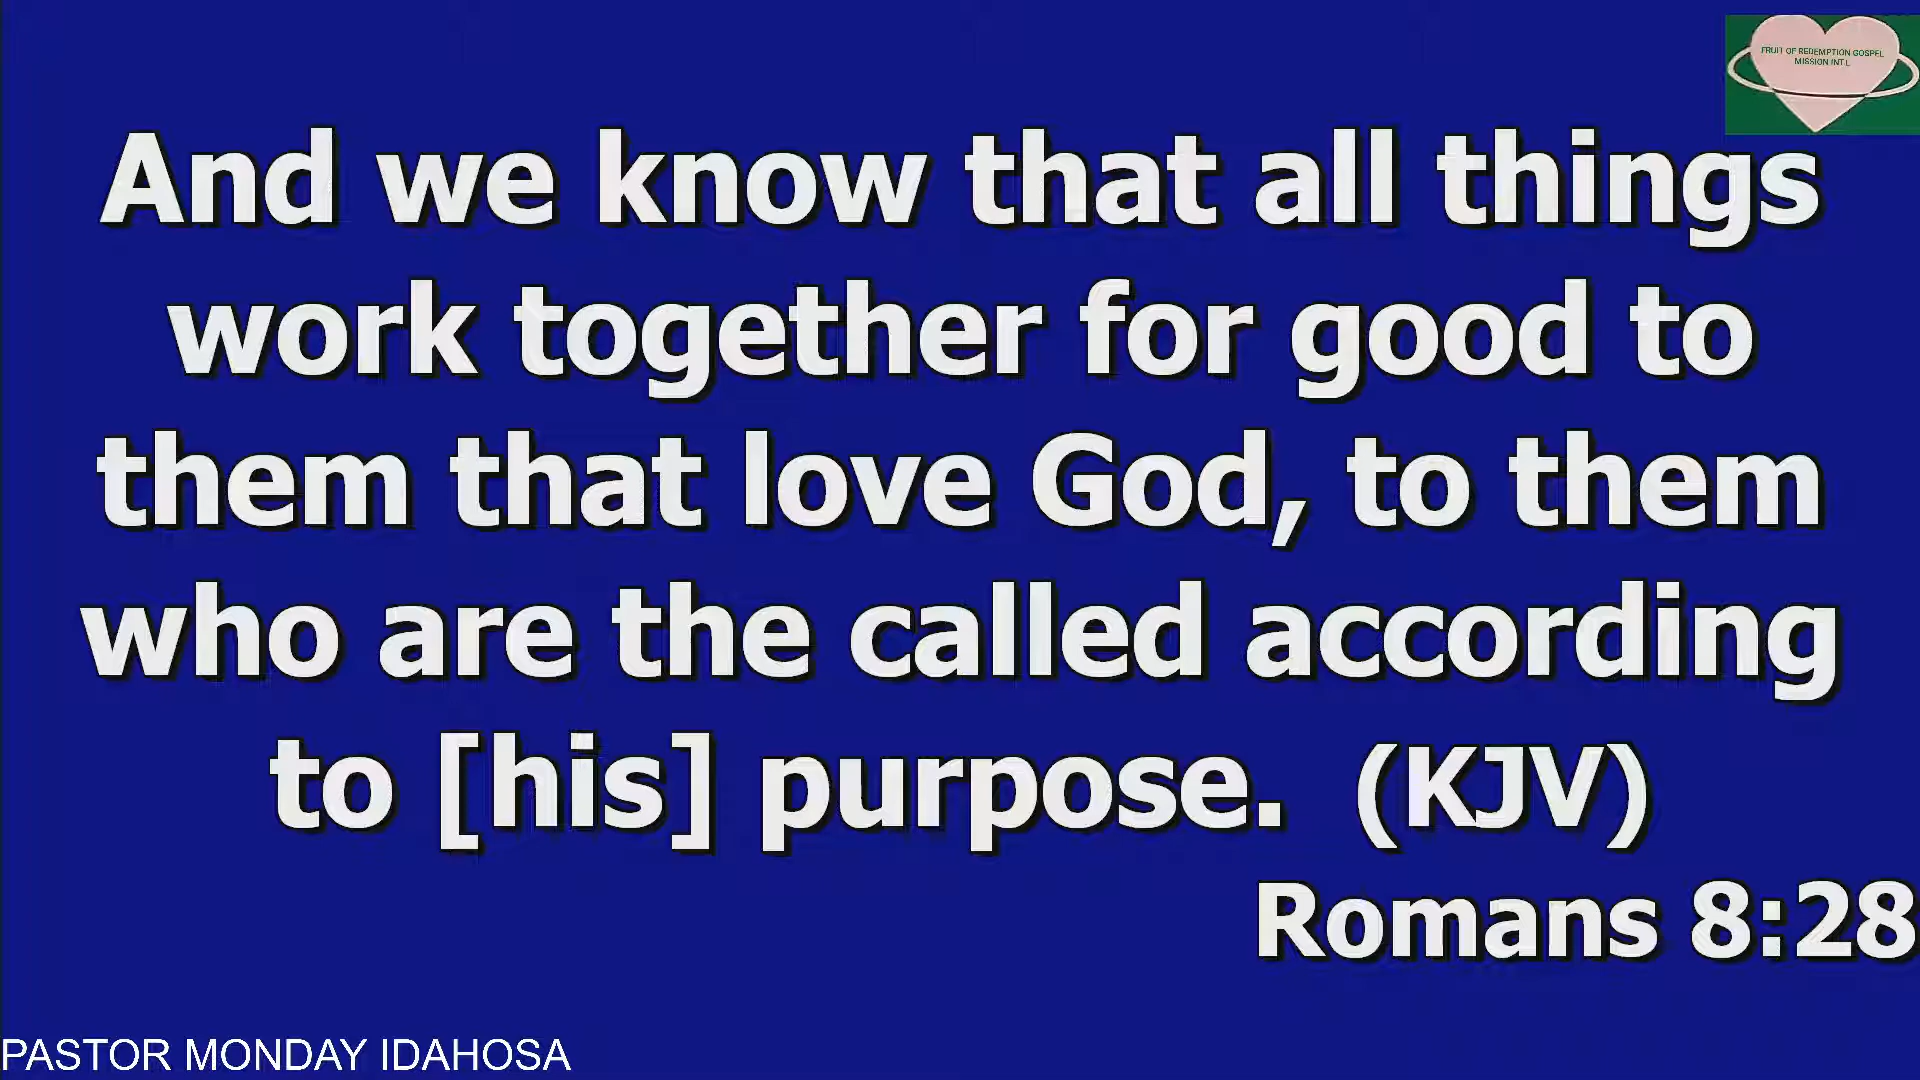 FRUIT OF REDEMPTION GOSPEL
MISSION INT'L
And we know that all things
work together for good to
them that love God, to them
who are the called according
to [his] purpose.  (KJV)
Romans 8:28
PASTOR MONDAY IDAHOSA